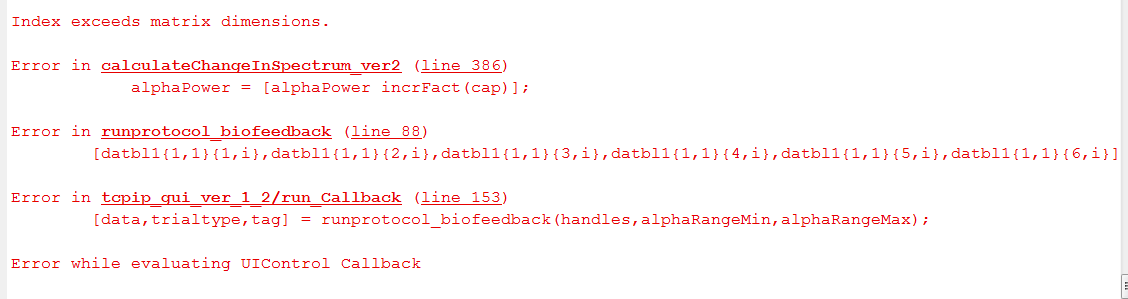 Index exceeds matrix dimensions.
Error in calculateChangeInSpectrum_ver2 (line 386)
alphaPower = [alphaPower incrFact(cap)];
Error in runprotocol_biofeedback (line 88)
[datbl1{1,1}{1,i},datbl1{1,1}{2,i},datbl1{1,1}{3,i},datbl1{1,1}{4,i},datbl1{1,1}{5,i},datbl1{1,1}{6,i}]
Error in tcpip_gui_ver_1_2/run_Callback (line 153)
[data,trialtype,tag] = runprotocol_biofeedback(handles,alphaRangeMin,alphaRangeMax);
Error while evaluating UIControl Callback